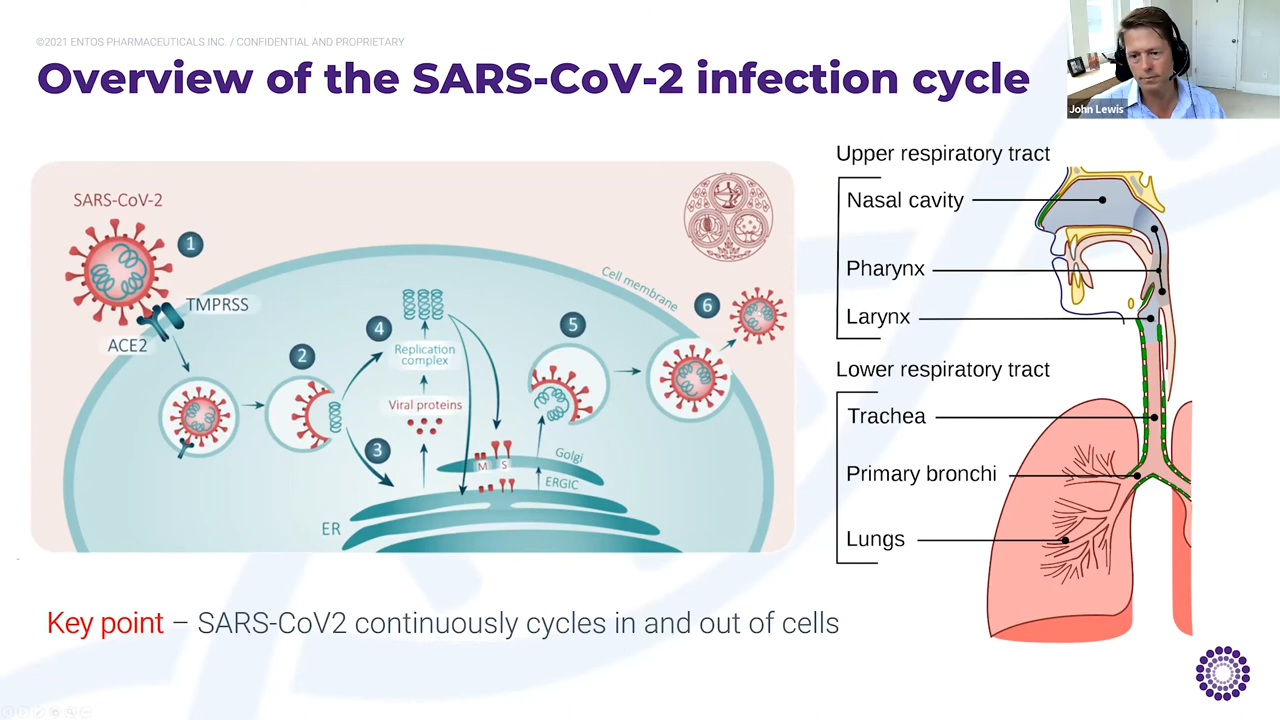 ©2021 ENTOS PHARMACEUTICALS INC. / CONFIDENTIAL AND PROPRIETARY
Overview of the SARS-CoV-2 infection cycle
John Lewis
SARS-CoV-2
1
TMPRSS
ACE2
2
3
4
Replication
complex
Viral proteins
Cell membrane
5
6
M
S
Golgi
ERGIC
ER
Upper respiratory tract
Nasal cavity
Pharynx
Larynx
Lower respiratory tract
Trachea
Primary bronchi
Lungs
Key point – SARS-CoV2 continuously cycles in and out of cells